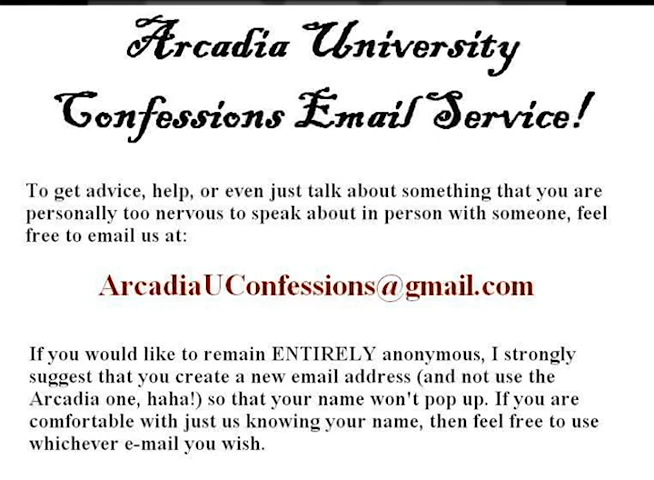 Arcadia University
Confessions Email Service!
To get advice, help, or even just talk about something that you are
personally too nervous to speak about in person with someone, feel
free to email us at:
ArcadiaUConfessions@gmail.com
If you would like to remain ENTIRELY anonymous, I strongly
suggest that you create a new email address (and not use the
Arcadia one, haha!) so that your name won't pop up. If you are
comfortable with just us knowing your name, then feel free to use
whichever e-mail you wish.